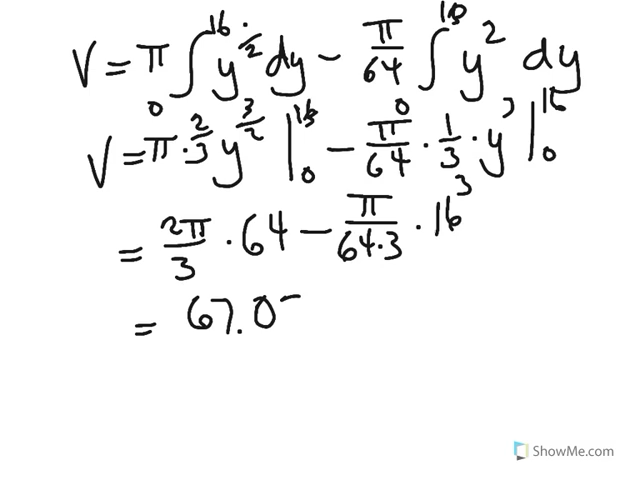 V = π ∫₀¹⁶ y^(1/2) dy − π/64 ∫₀¹⁶ y² dy
V = π · 2/3 y^(3/2) |₀¹⁶ − π/64 · 1/3 · y³ |₀¹⁶
= 2π/3 · 64 − π/(64·3) · 16³
= 67.0
ShowMe.com